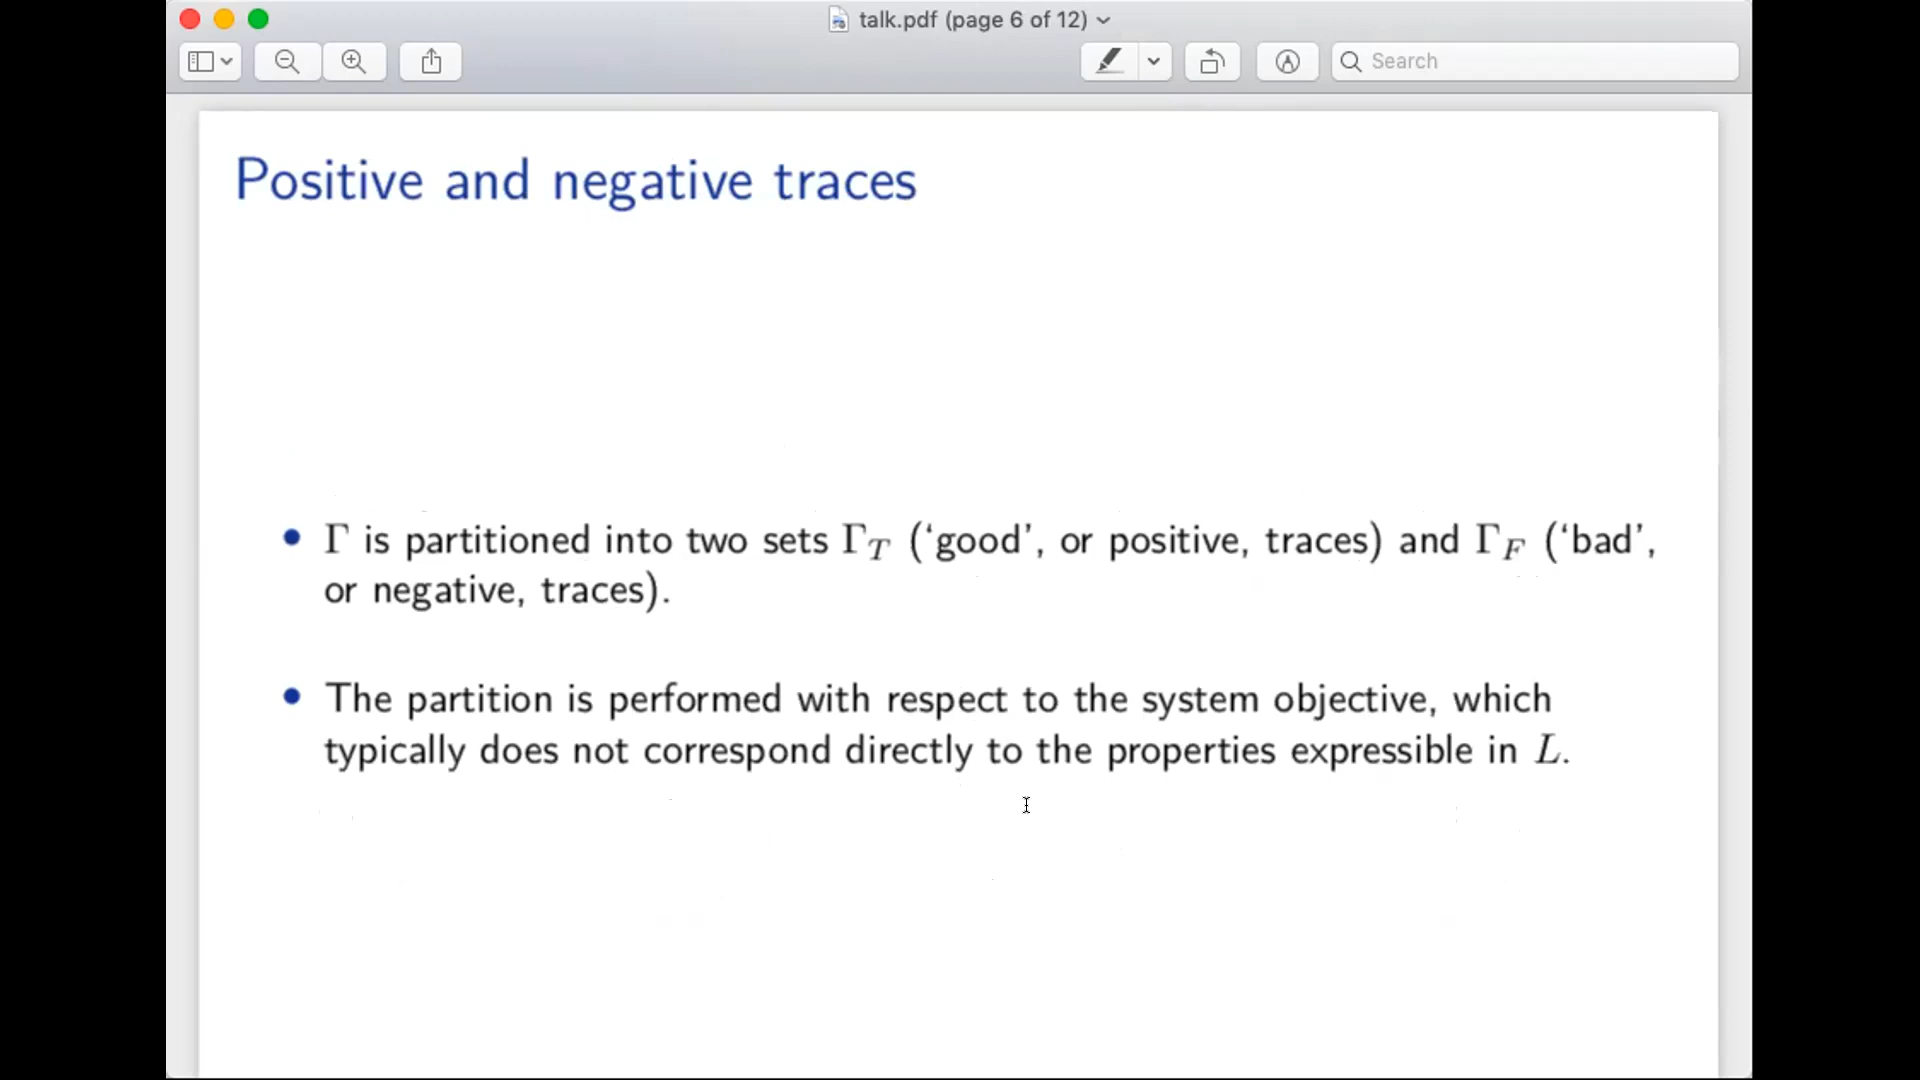 talk.pdf (page 6 of 12)
Search
Positive and negative traces
• Γ is partitioned into two sets Γ_T (‘good’, or positive, traces) and Γ_F (‘bad’,
or negative, traces).
• The partition is performed with respect to the system objective, which
typically does not correspond directly to the properties expressible in L.